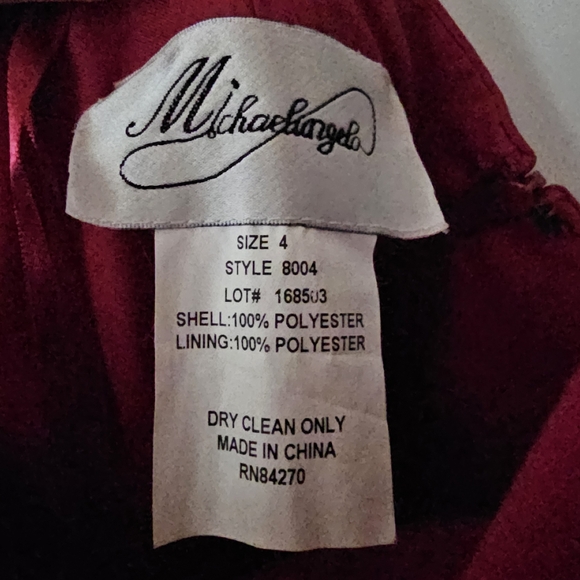 Michaelangelo
SIZE 4
STYLE 8004
LOT# 168503
SHELL:100% POLYESTER
LINING:100% POLYESTER
DRY CLEAN ONLY
MADE IN CHINA
RN84270